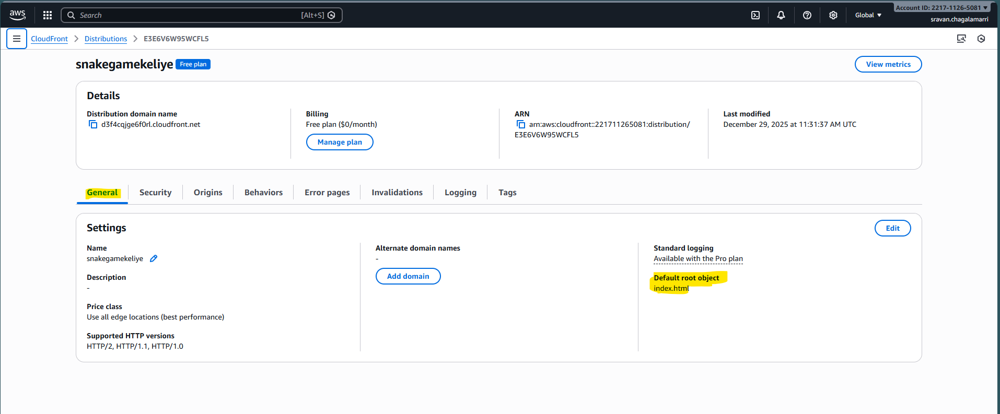 aws
Search [Alt+S]
Global
Account ID: 2217-1126-5081
sravan.chagalamarri
CloudFront
Distributions
E3E6V6W95WCFL5
snakegamekeliye Free plan
View metrics
Details
Distribution domain name
d3f4cqjge6f0rl.cloudfront.net
Billing
Free plan ($0/month)
Manage plan
ARN
arn:aws:cloudfront::221711265081:distribution/
E3E6V6W95WCFL5
Last modified
December 29, 2025 at 11:31:37 AM UTC
General
Security
Origins
Behaviors
Error pages
Invalidations
Logging
Tags
Settings
Edit
Name
snakegamekeliye
Description
-
Price class
Use all edge locations (best performance)
Supported HTTP versions
HTTP/2, HTTP/1.1, HTTP/1.0
Alternate domain names
-
Add domain
Standard logging
Available with the Pro plan
Default root object
index.html